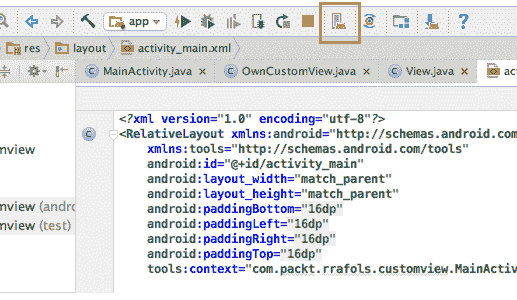 app
res layout activity_main.xml
MainActivity.java × OwnCustomView.java × View.java × ac
<?xml version="1.0" encoding="utf-8"?>
<RelativeLayout xmlns:android="http://schemas.android.com
xmlns:tools="http://schemas.android.com/tools"
mview
android:id="@+id/activity_main"
android:layout_width="match_parent"
android:layout_height="match_parent"
mview (andro
android:paddingBottom="16dp"
mview (test)
android:paddingLeft="16dp"
android:paddingRight="16dp"
android:paddingTop="16dp"
tools:context="com.packt.rrafols.customview.MainActiv